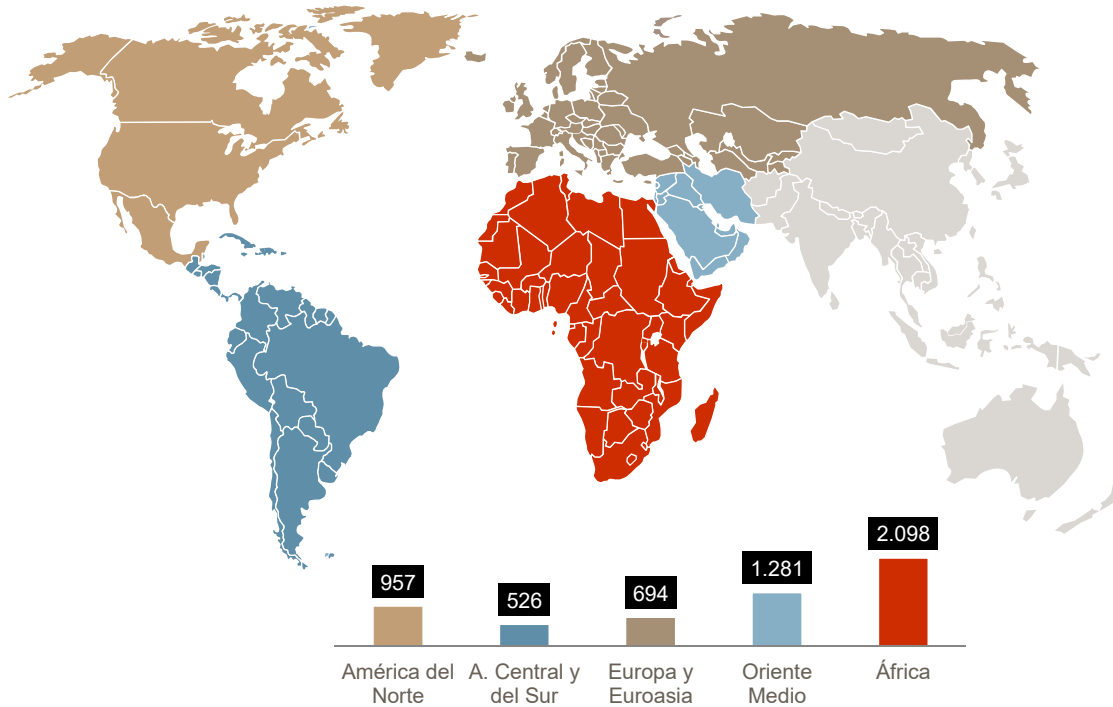 957
526
694
1.281
2.098
América del
Norte
A. Central y
del Sur
Europa y
Euroasia
Oriente
Medio
África